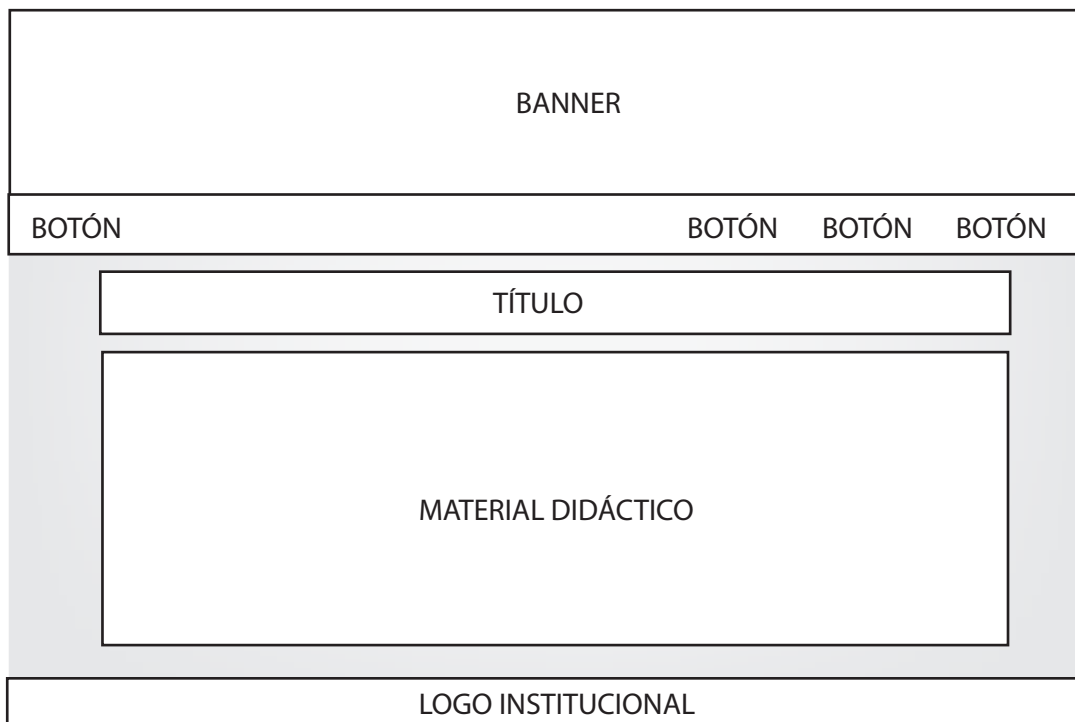 BANNER
BOTÓN BOTÓN BOTÓN BOTÓN
TÍTULO
MATERIAL DIDÁCTICO
LOGO INSTITUCIONAL